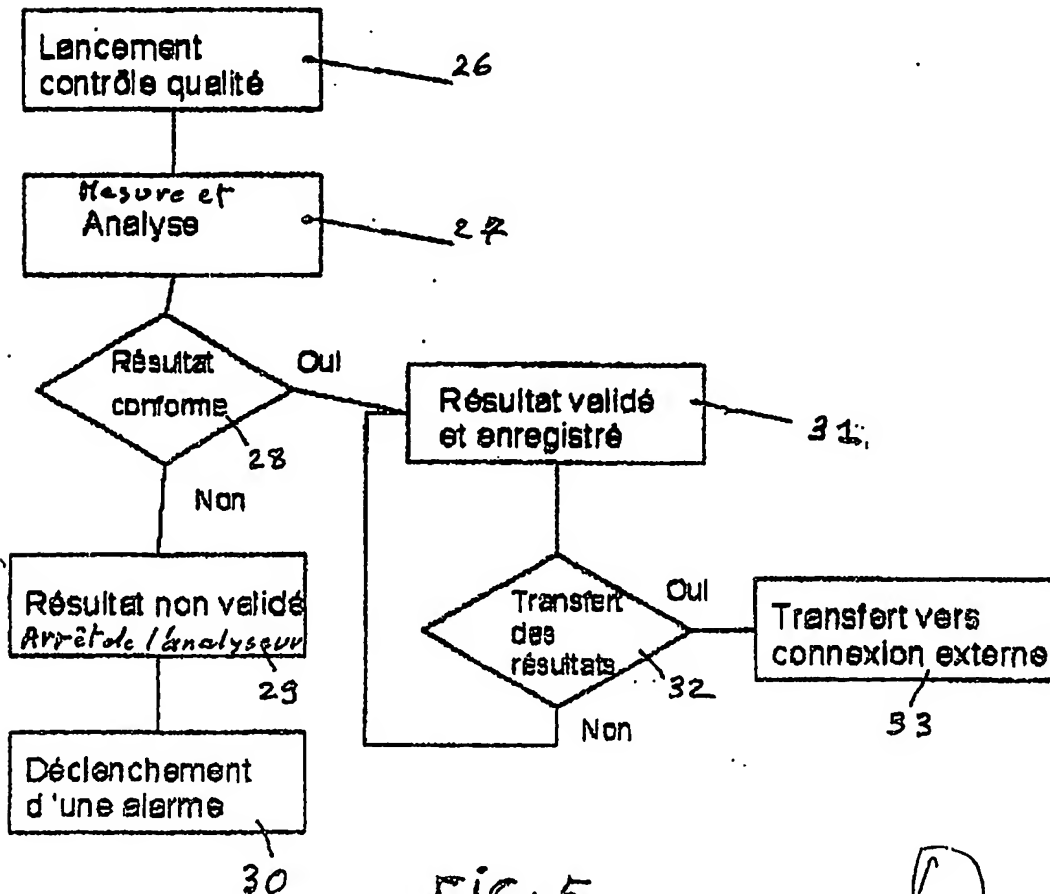 Lancement
contrôle qualité
26
Mesure et
Analyse
27
Résultat
conforme
28
Oui
Non
Résultat validé
et enregistré
31
Résultat non validé
Arrêt de l'analyseur
29
Transfert
des
résultats
32
Oui
Non
Transfert vers
connexion externe
33
Déclenchement
d'une alarme
30
FIG. 5